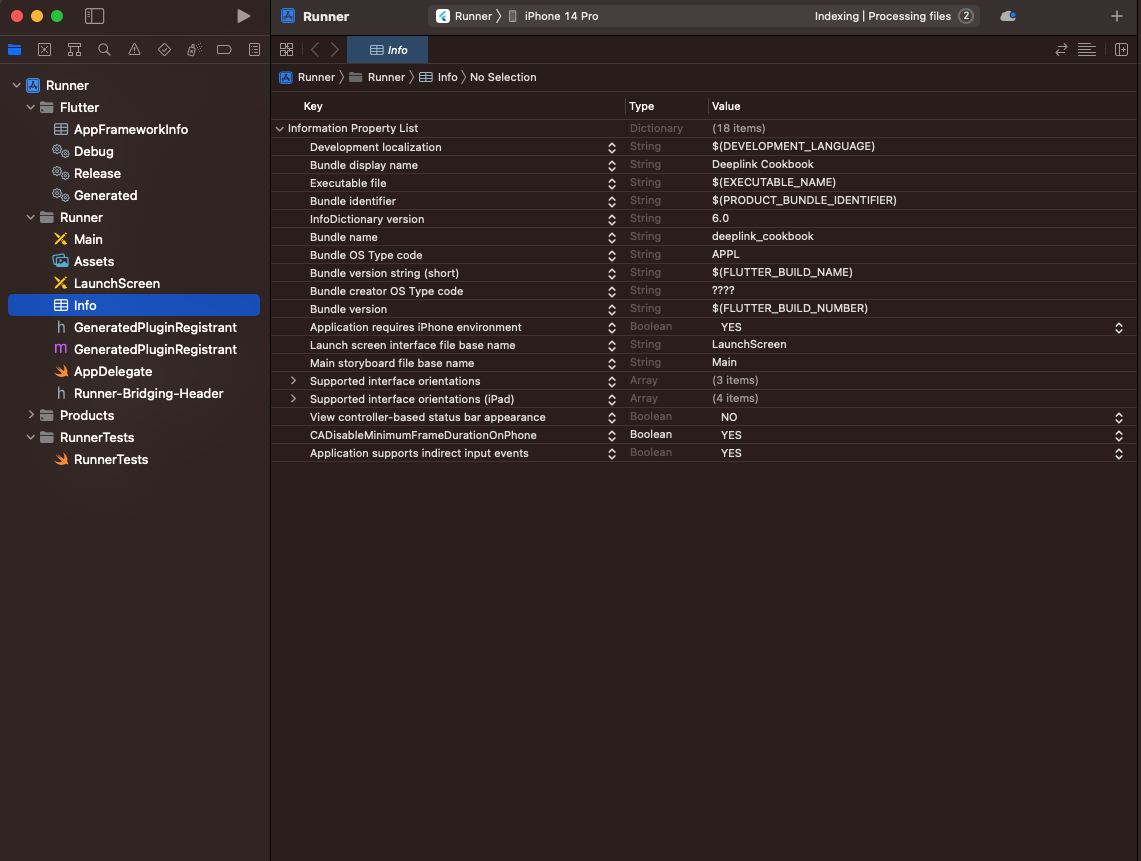 Runner
Runner
iPhone 14 Pro
Indexing | Processing files
2
Info
Runner
Runner
Info
No Selection
Runner
Flutter
AppFrameworkInfo
Debug
Release
Generated
Runner
Main
Assets
LaunchScreen
Info
h GeneratedPluginRegistrant
m GeneratedPluginRegistrant
AppDelegate
h Runner-Bridging-Header
Products
RunnerTests
RunnerTests
Key Type Value
Information Property List Dictionary (18 items)
Development localization String $(DEVELOPMENT_LANGUAGE)
Bundle display name String Deeplink Cookbook
Executable file String $(EXECUTABLE_NAME)
Bundle identifier String $(PRODUCT_BUNDLE_IDENTIFIER)
InfoDictionary version String 6.0
Bundle name String deeplink_cookbook
Bundle OS Type code String APPL
Bundle version string (short) String $(FLUTTER_BUILD_NAME)
Bundle creator OS Type code String ????
Bundle version String $(FLUTTER_BUILD_NUMBER)
Application requires iPhone environment Boolean YES
Launch screen interface file base name String LaunchScreen
Main storyboard file base name String Main
Supported interface orientations Array (3 items)
Supported interface orientations (iPad) Array (4 items)
View controller-based status bar appearance Boolean NO
CADisableMinimumFrameDurationOnPhone Boolean YES
Application supports indirect input events Boolean YES